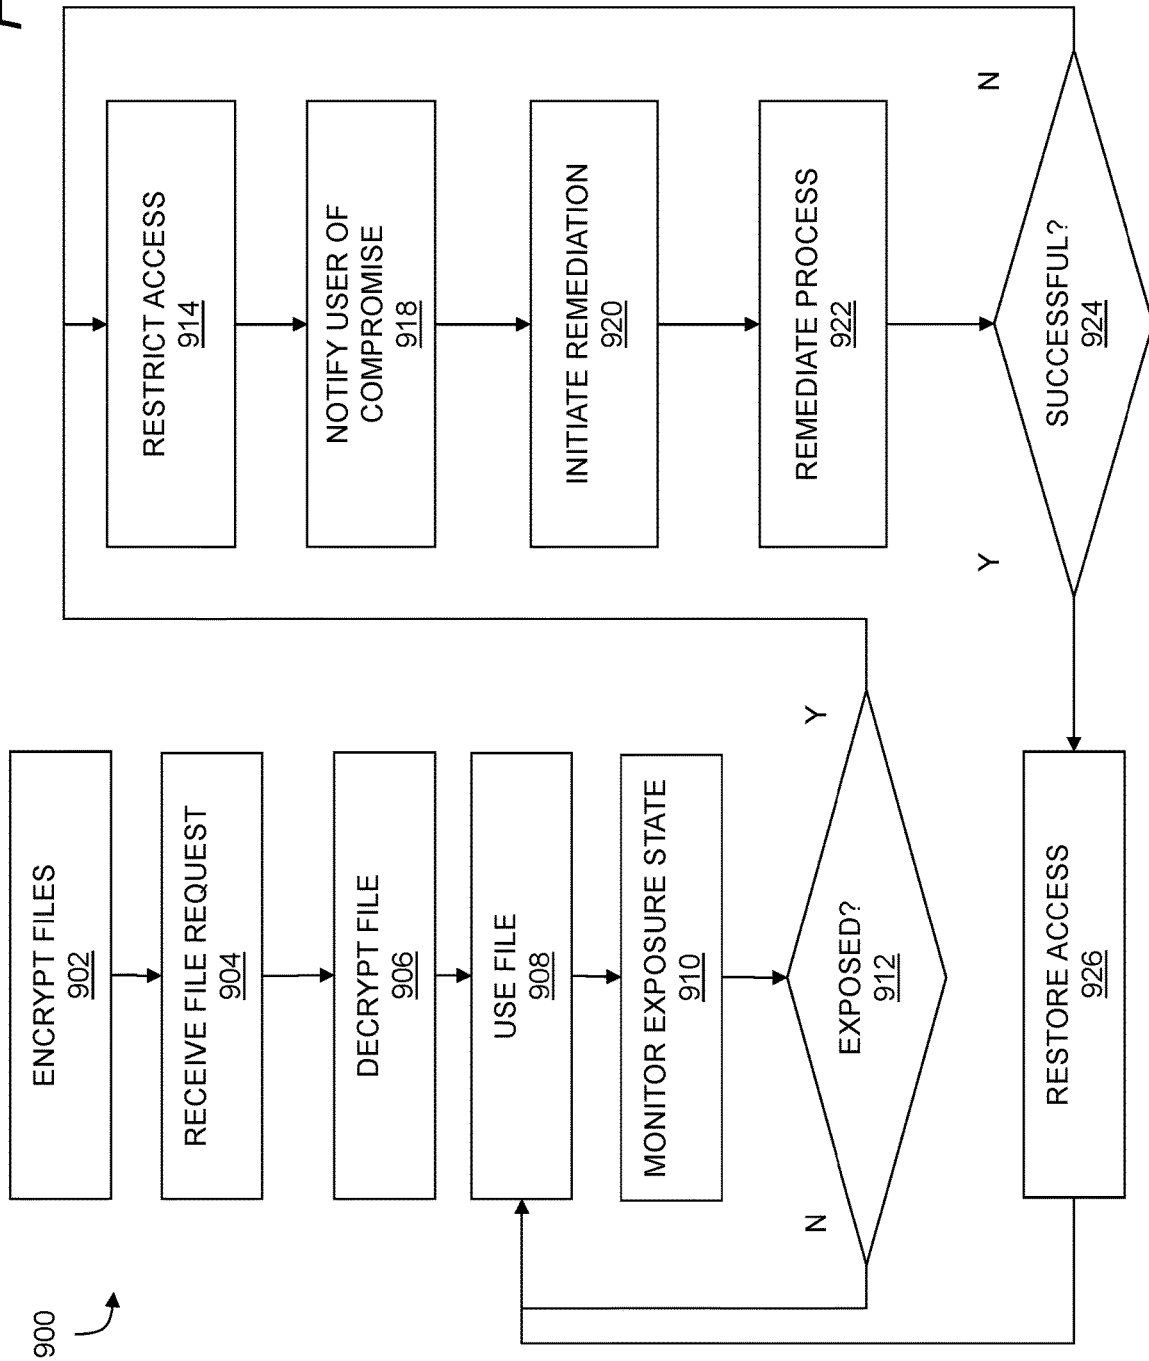 900
ENCRYPT FILES
902
RECEIVE FILE REQUEST
904
DECRYPT FILE
906
USE FILE
908
MONITOR EXPOSURE STATE
910
EXPOSED?
912
N
Y
RESTRICT ACCESS
914
NOTIFY USER OF
COMPROMISE
918
INITIATE REMEDIATION
920
REMEDIATE PROCESS
922
SUCCESSFUL?
924
Y
N
RESTORE ACCESS
926